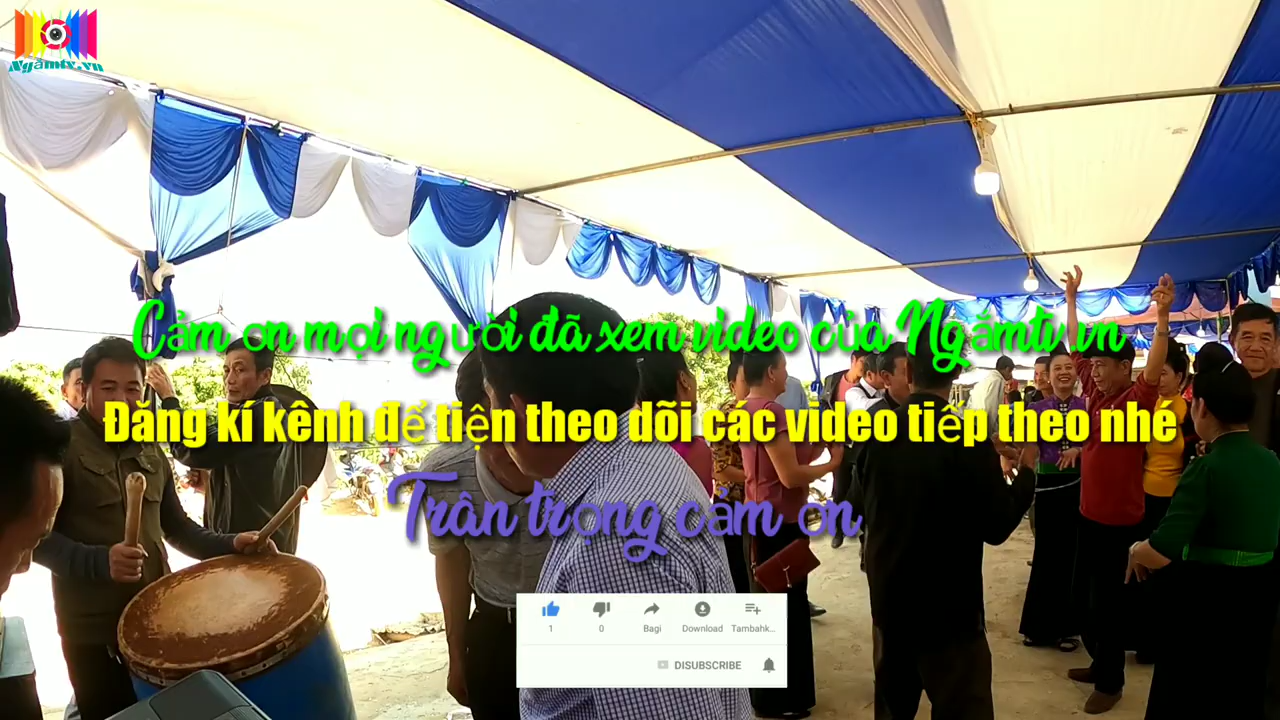 Ngắmtv.vn
Cảm ơn mọi người đã xem video của Ngắmtv.vn
Đăng kí kênh để tiện theo dõi các video tiếp theo nhé
Trân trọng cảm ơn
1 0 Bagi Download Tambahk...
DISUBSCRIBE